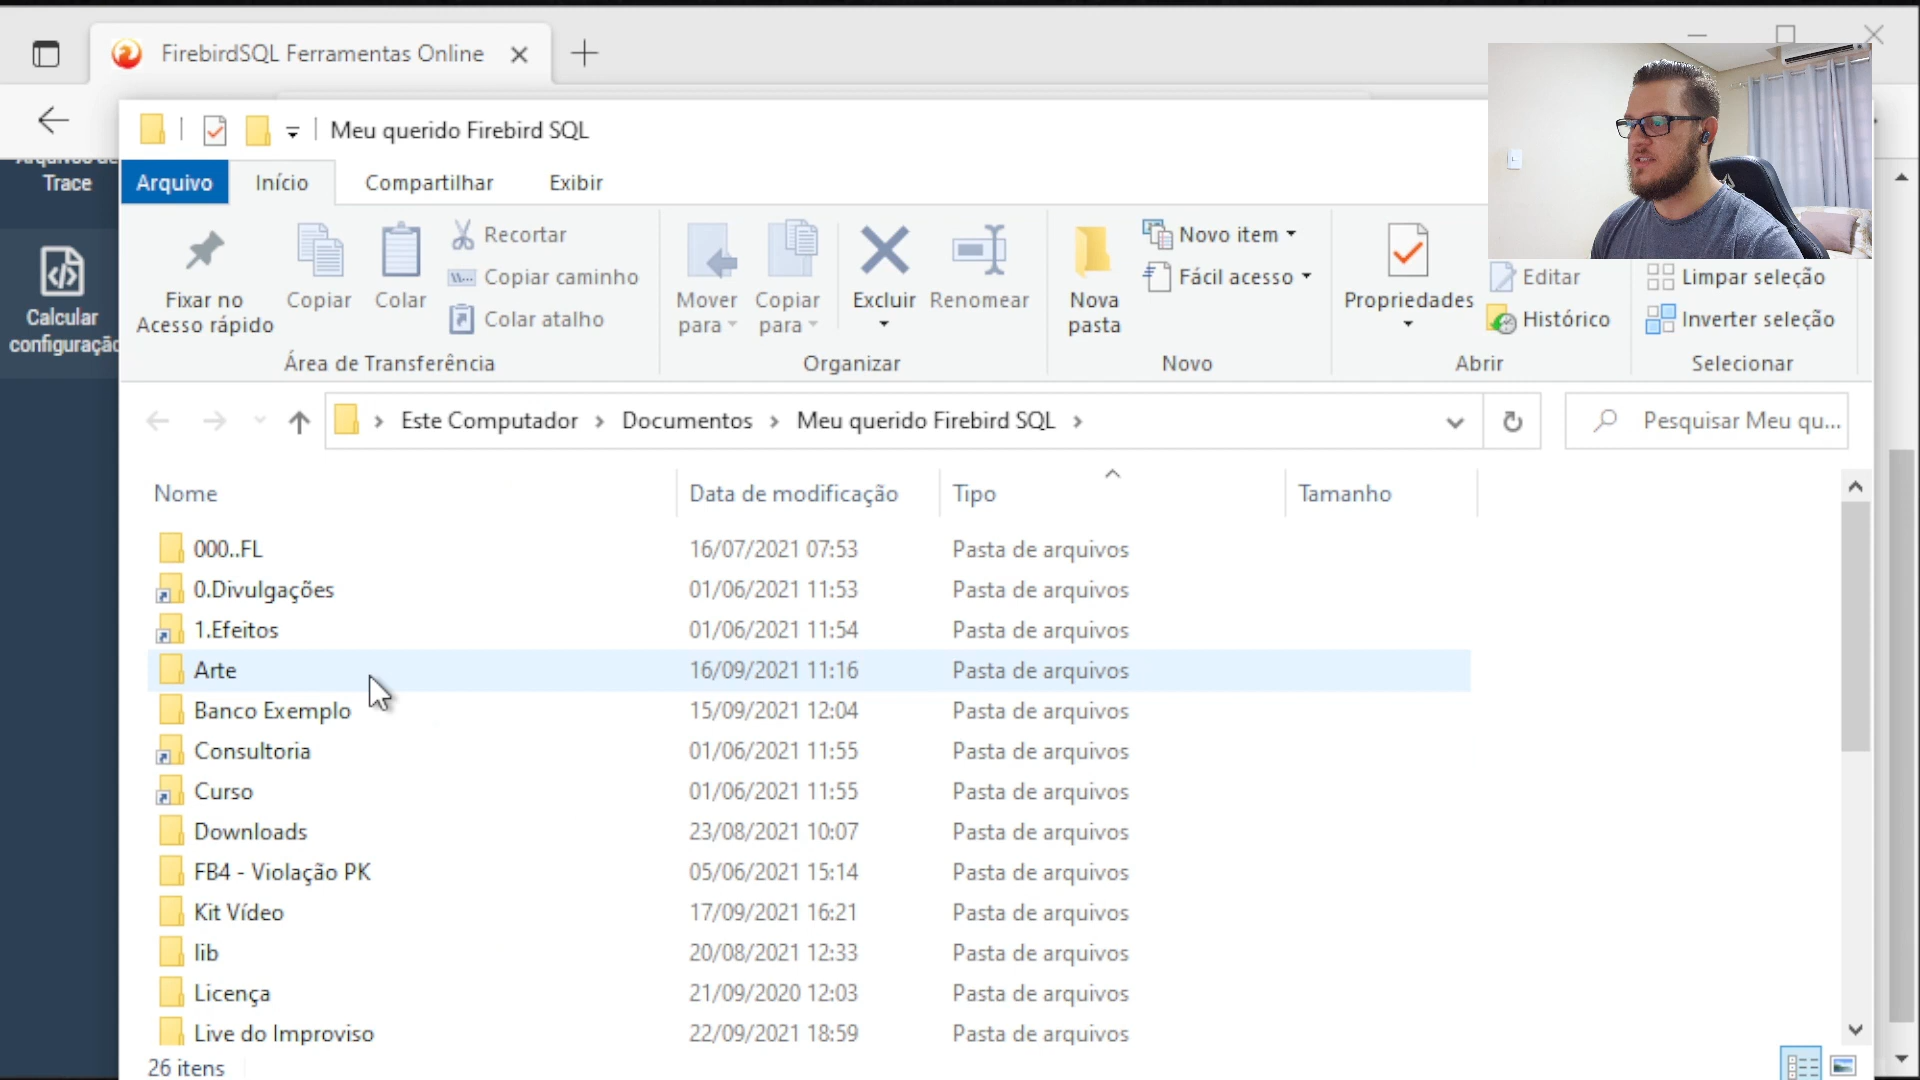 FirebirdSQL Ferramentas Online
Meu querido Firebird SQL
Arquivo Início Compartilhar Exibir
Arquivos de
Trace
Calcular
configuração
Fixar no
Acesso rápido
Copiar
Colar
Recortar
Copiar caminho
Colar atalho
Área de Transferência
Mover
para
Copiar
para
Excluir
Renomear
Organizar
Nova
pasta
Novo item
Fácil acesso
Novo
Propriedades
Editar
Histórico
Abrir
Limpar seleção
Inverter seleção
Selecionar
Este Computador Documentos Meu querido Firebird SQL
Pesquisar Meu qu...
Nome Data de modificação Tipo Tamanho
000..FL 16/07/2021 07:53 Pasta de arquivos
0.Divulgações 01/06/2021 11:53 Pasta de arquivos
1.Efeitos 01/06/2021 11:54 Pasta de arquivos
Arte 16/09/2021 11:16 Pasta de arquivos
Banco Exemplo 15/09/2021 12:04 Pasta de arquivos
Consultoria 01/06/2021 11:55 Pasta de arquivos
Curso 01/06/2021 11:55 Pasta de arquivos
Downloads 23/08/2021 10:07 Pasta de arquivos
FB4 - Violação PK 05/06/2021 15:14 Pasta de arquivos
Kit Vídeo 17/09/2021 16:21 Pasta de arquivos
lib 20/08/2021 12:33 Pasta de arquivos
Licença 21/09/2020 12:03 Pasta de arquivos
Live do Improviso 22/09/2021 18:59 Pasta de arquivos
26 itens